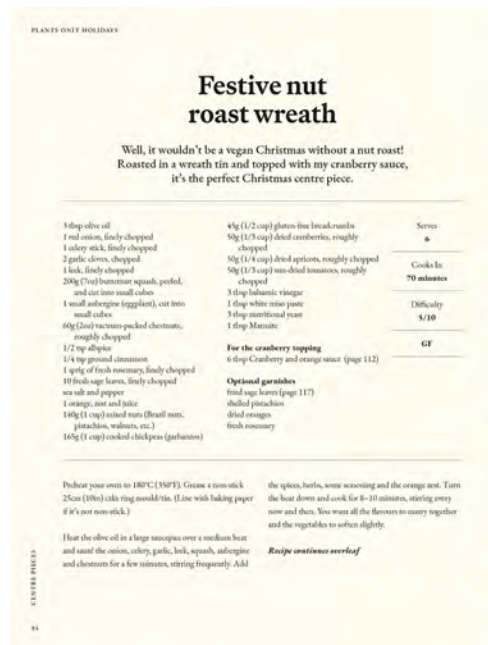 PLANTS ONLY HOLIDAYS
Festive nut
roast wreath
Well, it wouldn't be a vegan Christmas without a nut roast!
Roasted in a wreath tin and topped with my cranberry sauce,
it's the perfect Christmas centre piece.
3 tbsp olive oil
1 red onion, finely chopped
1 celery stick, finely chopped
2 garlic cloves, chopped
1 leek, finely chopped
200g (7oz) butternut squash, peeled,
and cut into small cubes
1 small aubergine (eggplant), cut into
small cubes
60g (2oz) vacuum-packed chestnuts,
roughly chopped
1/2 tsp allspice
1/4 tsp ground cinnamon
1 sprig of fresh rosemary, finely chopped
10 fresh sage leaves, finely chopped
sea salt and pepper
1 orange, zest and juice
140g (1 cup) mixed nuts (Brazil nuts,
pistachios, walnuts, etc.)
165g (1 cup) cooked chickpeas (garbanzos)
45g (1/2 cup) gluten-free breadcrumbs
50g (1/3 cup) dried cranberries, roughly
chopped
50g (1/4 cup) dried apricots, roughly chopped
50g (1/3 cup) sun-dried tomatoes, roughly
chopped
3 tbsp balsamic vinegar
1 tbsp white miso paste
3 tbsp nutritional yeast
1 tbsp Marmite
For the cranberry topping
6 tbsp Cranberry and orange sauce (page 112)
Optional garnishes
fried sage leaves (page 117)
shelled pistachios
dried oranges
fresh rosemary
Serves
6
Cooks In
70 minutes
Difficulty
5/10
GF
Preheat your oven to 180°C (350°F). Grease a non-stick
25cm (10in) cake ring mould/tin. (Line with baking paper
if it's not non-stick.)
Heat the olive oil in a large saucepan over a medium heat
and sauté the onion, celery, garlic, leek, squash, aubergine
and chestnuts for a few minutes, stirring frequently. Add
the spices, herbs, some seasoning and the orange zest. Turn
the heat down and cook for 8–10 minutes, stirring every
now and then. You want all the flavours to marry together
and the vegetables to soften slightly.
Recipe continues overleaf
CENTRE PIECES
94